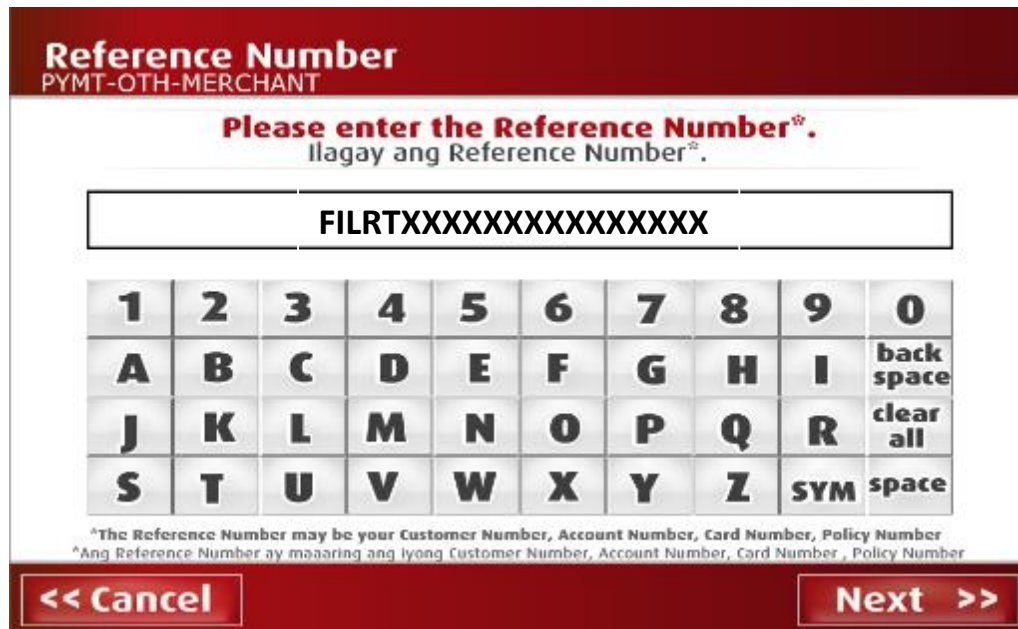 Reference Number
PYMT-OTH-MERCHANT
Please enter the Reference Number*.
Ilagay ang Reference Number*.
FILRTXXXXXXXXXXXXXXX
1 2 3 4 5 6 7 8 9 0
A B C D E F G H I back space
J K L M N O P Q R clear all
S T U V W X Y Z SYM space
*The Reference Number may be your Customer Number, Account Number, Card Number, Policy Number
*Ang Reference Number ay maaaring ang iyong Customer Number, Account Number, Card Number , Policy Number
<< Cancel
Next >>